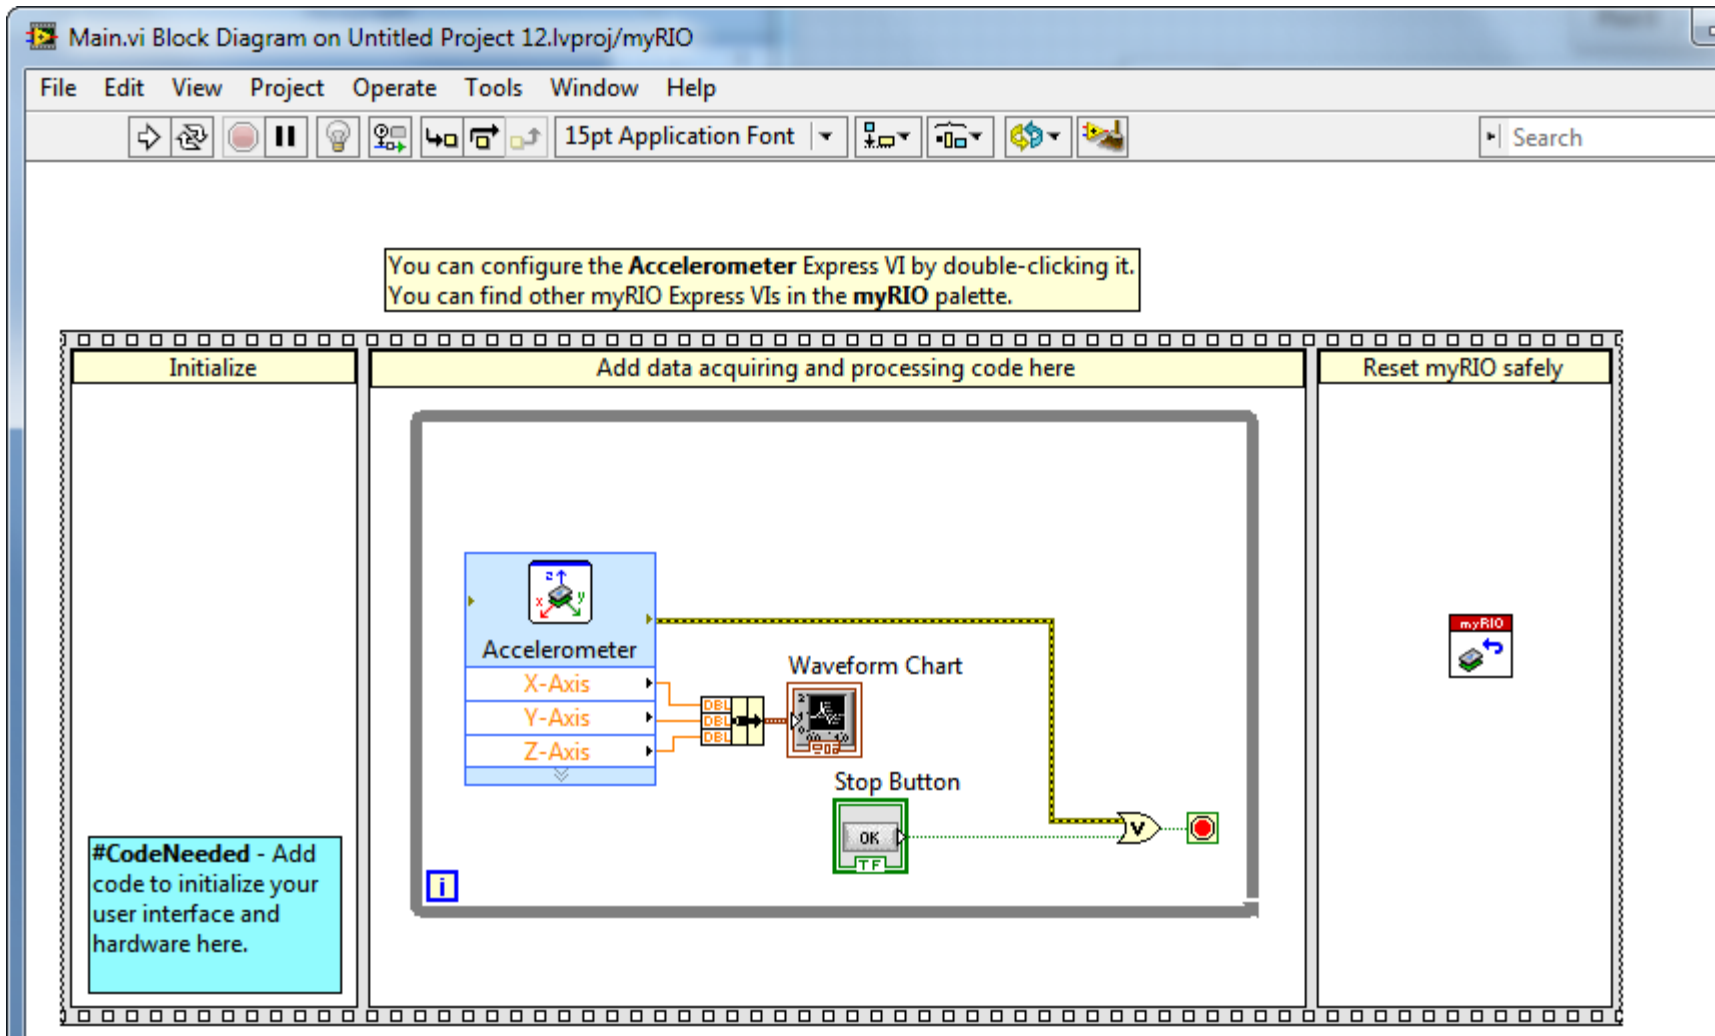 Main.vi Block Diagram on Untitled Project 12.lvproj/myRIO
File Edit View Project Operate Tools Window Help
15pt Application Font
Search
You can configure the Accelerometer Express VI by double-clicking it.
You can find other myRIO Express VIs in the myRIO palette.
Initialize
Add data acquiring and processing code here
Reset myRIO safely
z
x y
Accelerometer
X-Axis
Y-Axis
Z-Axis
DBL
DBL
DBL
Waveform Chart
Stop Button
OK
TF
V
i
myRIO
#CodeNeeded - Add
code to initialize your
user interface and
hardware here.